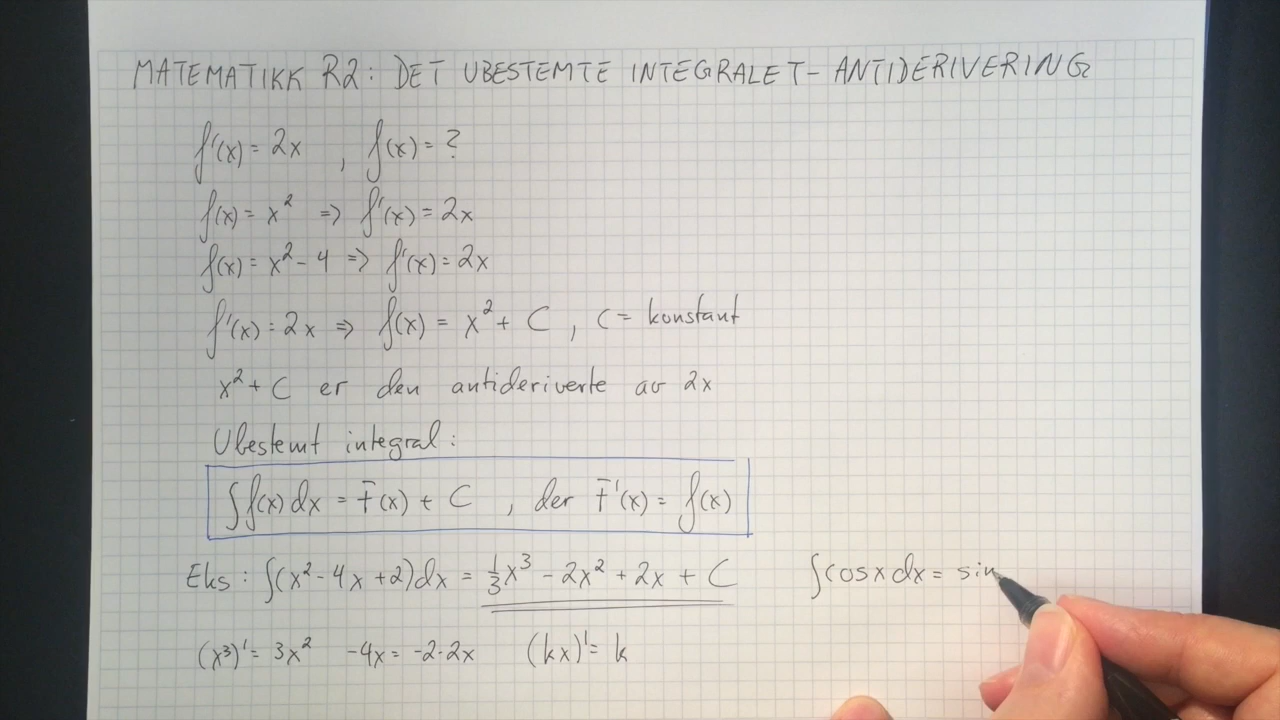 MATEMATIKK R2: DET UBESTEMTE INTEGRALET - ANTIDERIVERING
f'(x) = 2x , f(x) = ?
f(x) = x² => f'(x) = 2x
f(x) = x² - 4 => f'(x) = 2x
f'(x) = 2x => f(x) = x² + C , C = konstant
x² + C er den antideriverte av 2x
Ubestemt integral:
∫f(x)dx = F(x) + C , der F'(x) = f(x)
Eks: ∫(x² - 4x + 2)dx = 1/3x³ - 2x² + 2x + C ∫cosx dx = sin
(x³)' = 3x² -4x = -2·2x (kx)' = k